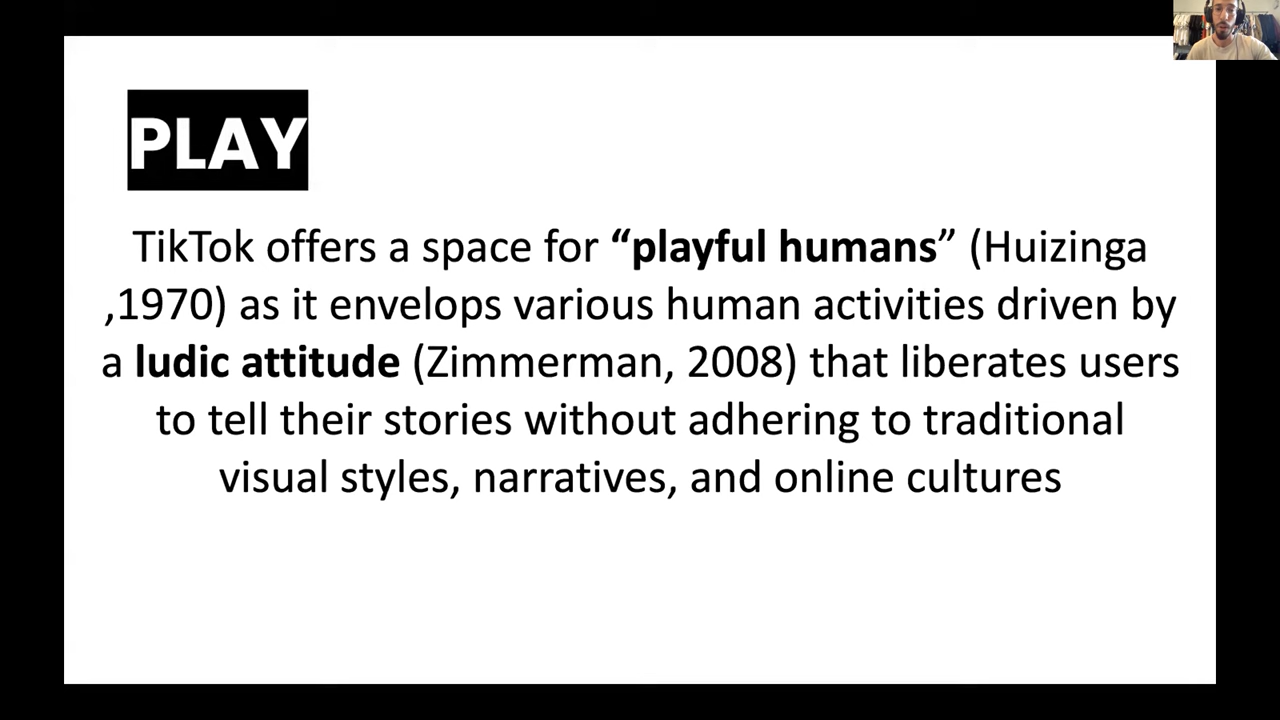 PLAY
TikTok offers a space for “playful humans” (Huizinga
,1970) as it envelops various human activities driven by
a ludic attitude (Zimmerman, 2008) that liberates users
to tell their stories without adhering to traditional
visual styles, narratives, and online cultures